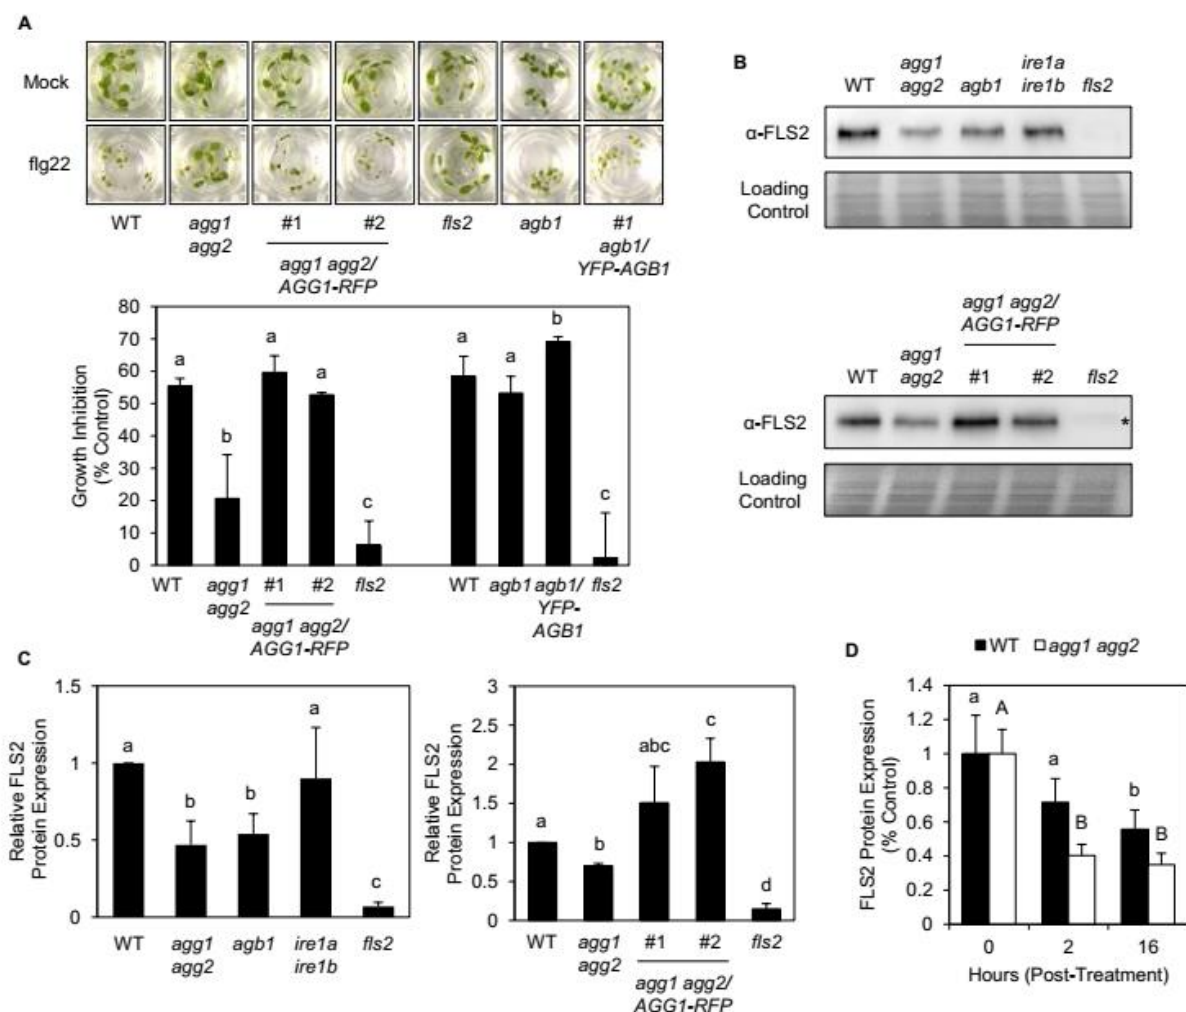 A
Mock
flg22
WT
agg1
agg2
#1
#2
agg1 agg2/
AGG1-RFP
fls2
agb1
#1
agb1/
YFP-AGB1
Growth Inhibition
(% Control)
80
70
60
50
40
30
20
10
0
a
b
a
a
c
a
a
b
c
WT
agg1
agg2
#1
#2
agg1 agg2/
AGG1-RFP
fls2
WT
agb1
agb1/
YFP-
AGB1
fls2
B
WT
agg1
agg2
agb1
ire1a
ire1b
fls2
α-FLS2
Loading
Control
agg1 agg2/
AGG1-RFP
WT
agg1
agg2
#1
#2
fls2
α-FLS2
*
Loading
Control
C
Relative FLS2
Protein Expression
1.5
1
0.5
0
a
b
b
a
c
WT
agg1
agg2
agb1
ire1a
ire1b
fls2
Relative FLS2
Protein Expression
3
2.5
2
1.5
1
0.5
0
a
b
abc
c
d
WT
agg1
agg2
#1
#2
agg1 agg2/
AGG1-RFP
fls2
D
WT agg1 agg2
FLS2 Protein Expression
(% Control)
1.4
1.2
1
0.8
0.6
0.4
0.2
0
a
A
a
B
b
B
0
2
16
Hours (Post-Treatment)